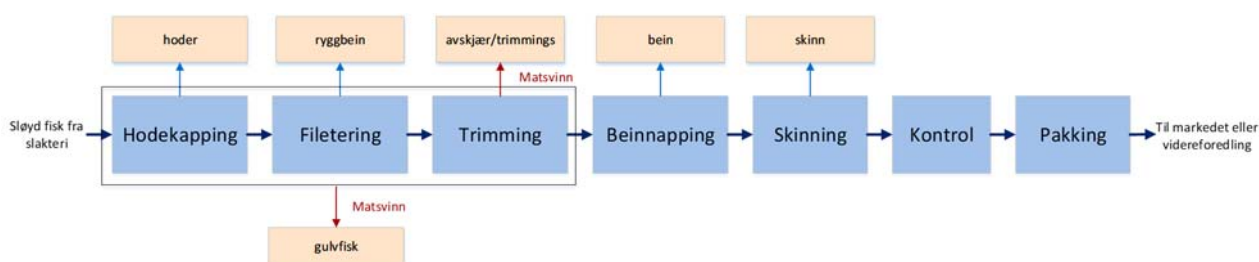 hoder
ryggbein
avskjær/trimmings
bein
skinn
Matsvinn
Sløyd fisk fra
slakteri
Hodekapping
Filetering
Trimming
Beinnapping
Skinning
Kontrol
Pakking
Til markedet eller
videreforedling
Matsvinn
gulvfisk